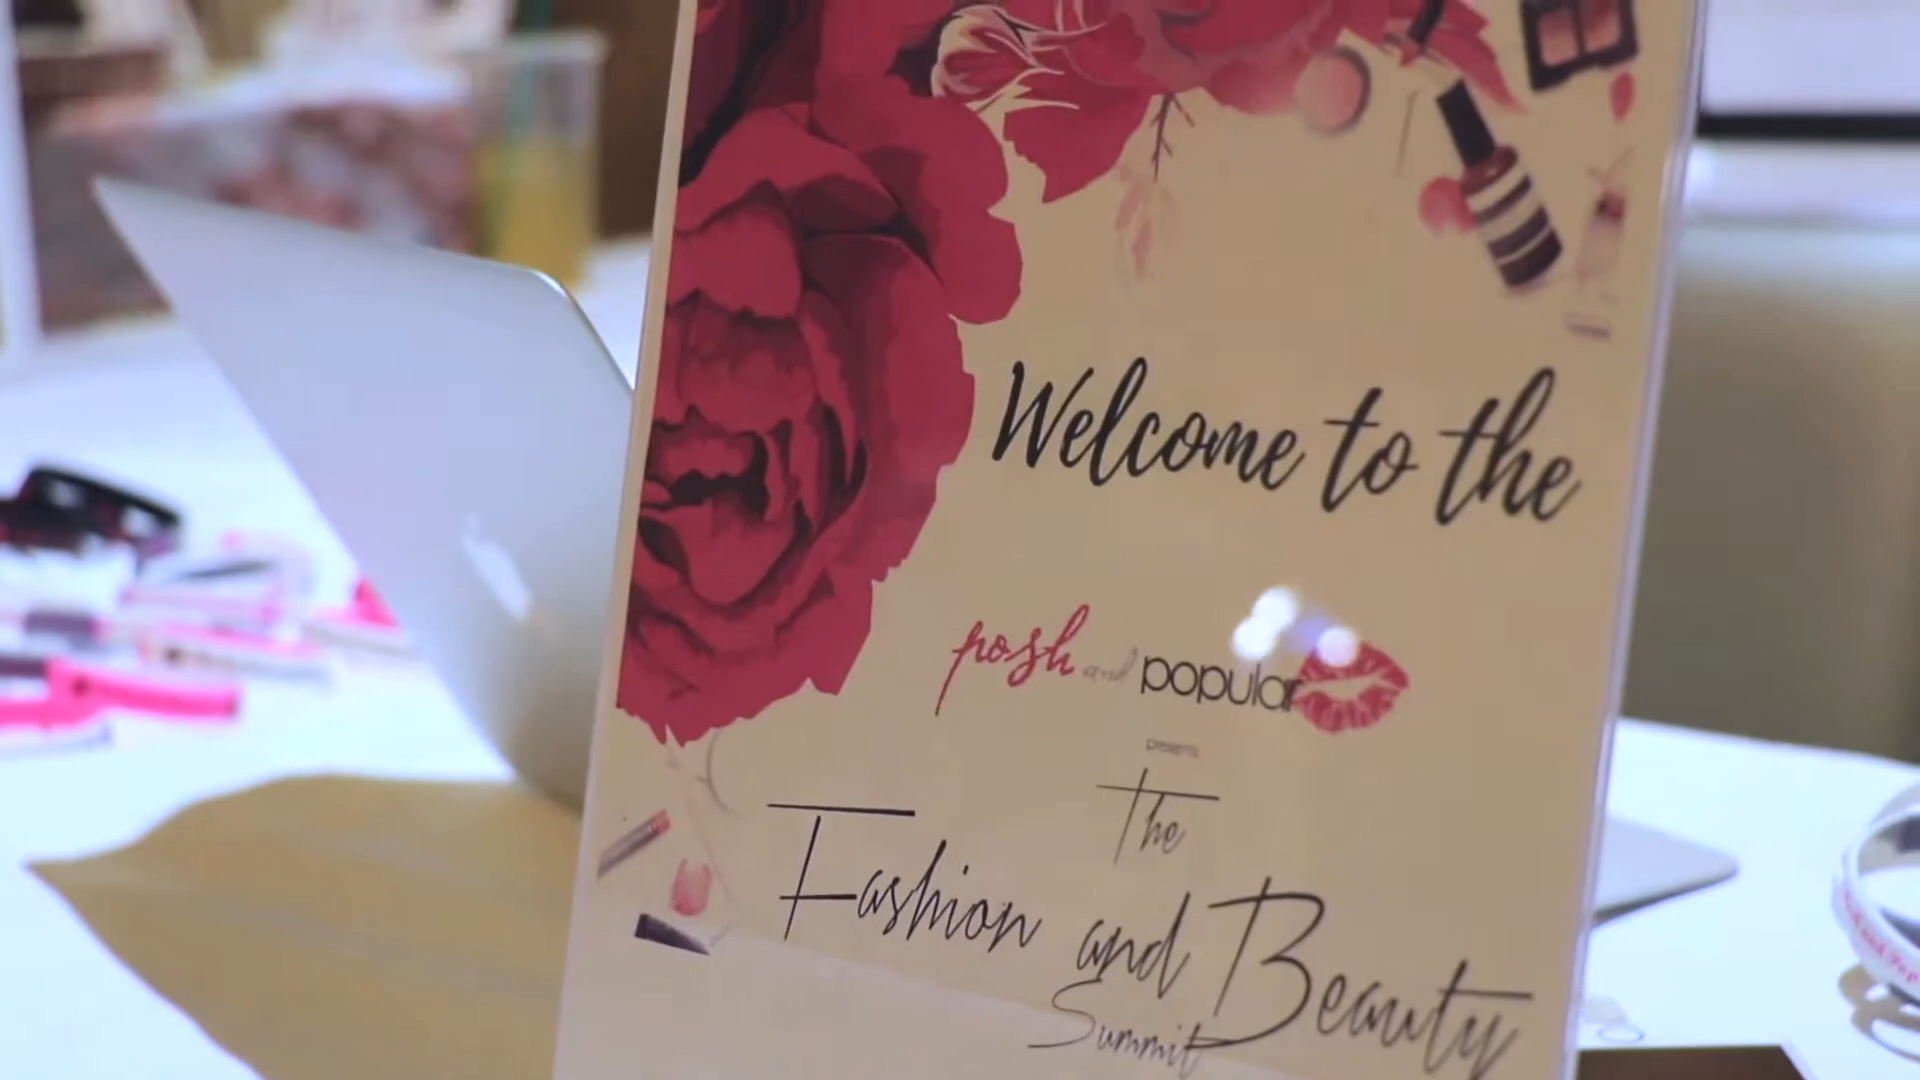 Welcome to the
posh and popular
presents
The
Fashion and Beauty
Summit